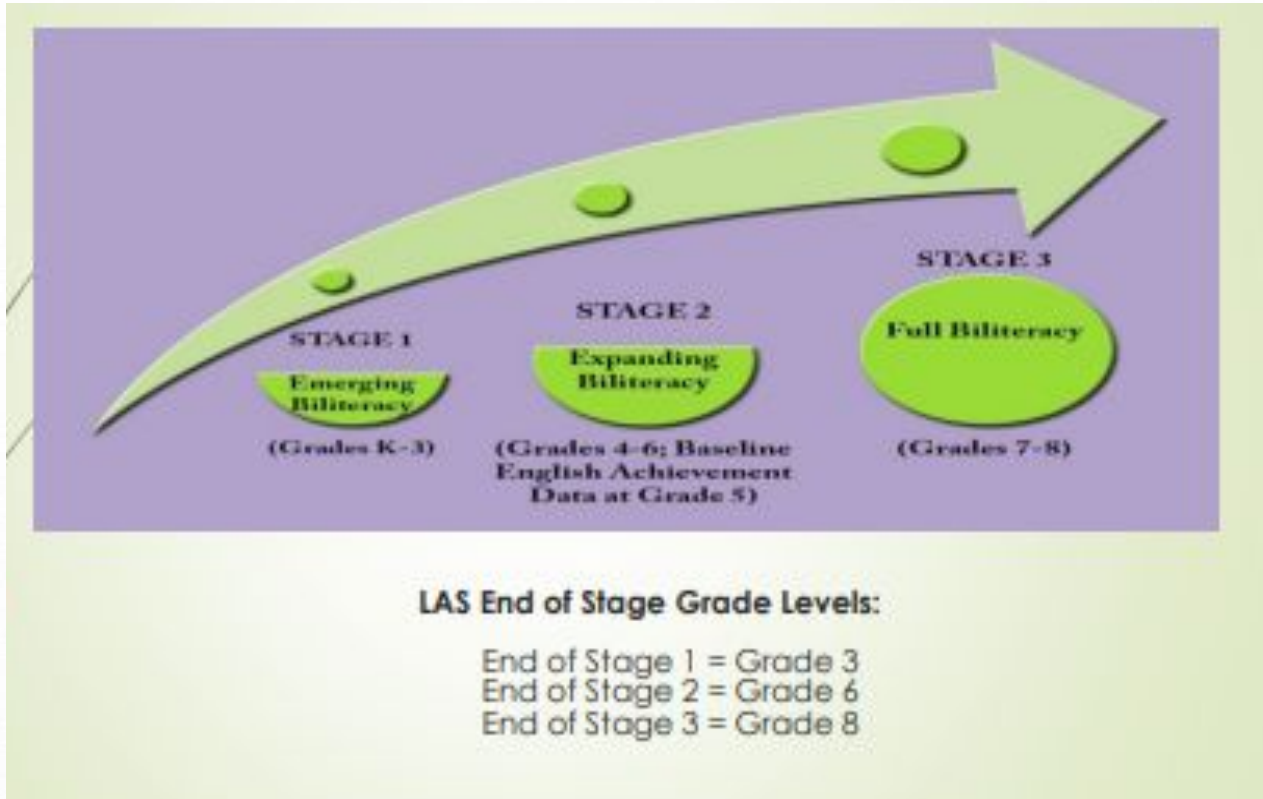 STAGE 1
Emerging
Biliteracy
(Grades K-3)
STAGE 2
Expanding
Biliteracy
(Grades 4-6; Baseline
English Achievement
Data at Grade 5)
STAGE 3
Full Biliteracy
(Grades 7-8)
LAS End of Stage Grade Levels:
End of Stage 1 = Grade 3
End of Stage 2 = Grade 6
End of Stage 3 = Grade 8